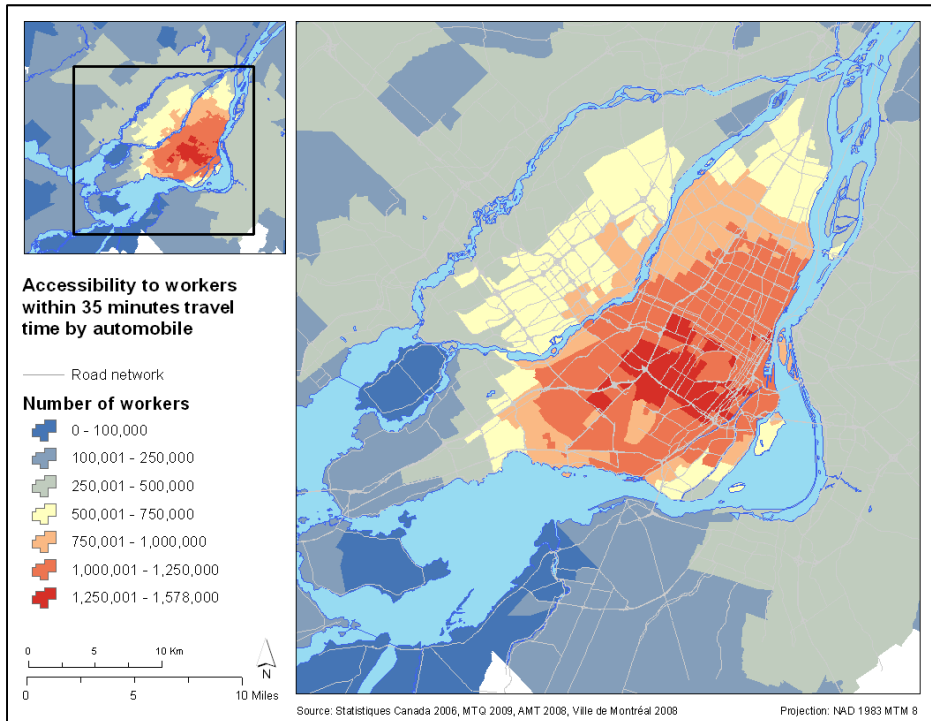 Accessibility to workers
within 35 minutes travel
time by automobile
Road network
Number of workers
0 - 100,000
100,001 - 250,000
250,001 - 500,000
500,001 - 750,000
750,001 - 1,000,000
1,000,001 - 1,250,000
1,250,001 - 1,578,000
0 5 10 Km
N
0 5 10 Miles
Source: Statistiques Canada 2006, MTQ 2009, AMT 2008, Ville de Montréal 2008
Projection: NAD 1983 MTM 8